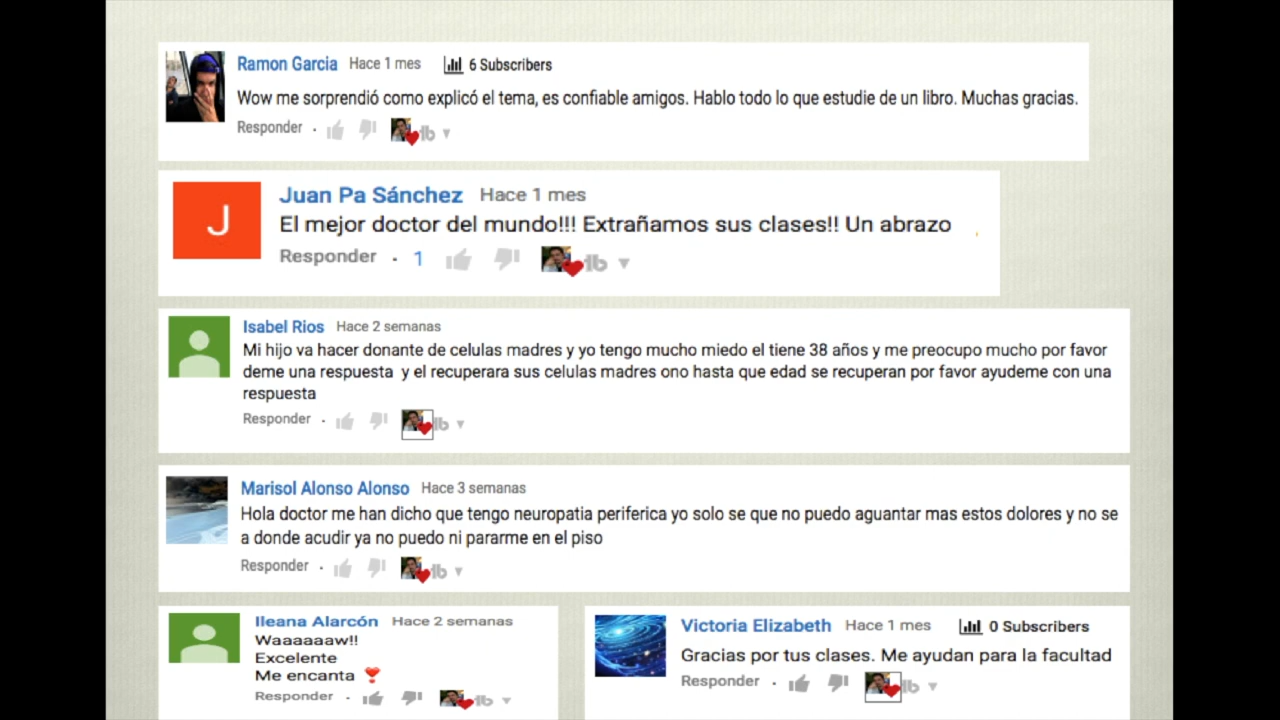 Ramon Garcia Hace 1 mes 6 Subscribers
Wow me sorprendió como explicó el tema, es confiable amigos. Hablo todo lo que estudie de un libro. Muchas gracias.
Responder ·
J
Juan Pa Sánchez Hace 1 mes
El mejor doctor del mundo!!! Extrañamos sus clases!! Un abrazo
Responder · 1
Isabel Rios Hace 2 semanas
Mi hijo va hacer donante de celulas madres y yo tengo mucho miedo el tiene 38 años y me preocupo mucho por favor
deme una respuesta y el recuperara sus celulas madres ono hasta que edad se recuperan por favor ayudeme con una
respuesta
Responder ·
Marisol Alonso Alonso Hace 3 semanas
Hola doctor me han dicho que tengo neuropatia periferica yo solo se que no puedo aguantar mas estos dolores y no se
a donde acudir ya no puedo ni pararme en el piso
Responder ·
Ileana Alarcón Hace 2 semanas
Waaaaaaw!!
Excelente
Me encanta ❣
Responder ·
Victoria Elizabeth Hace 1 mes 0 Subscribers
Gracias por tus clases. Me ayudan para la facultad
Responder ·